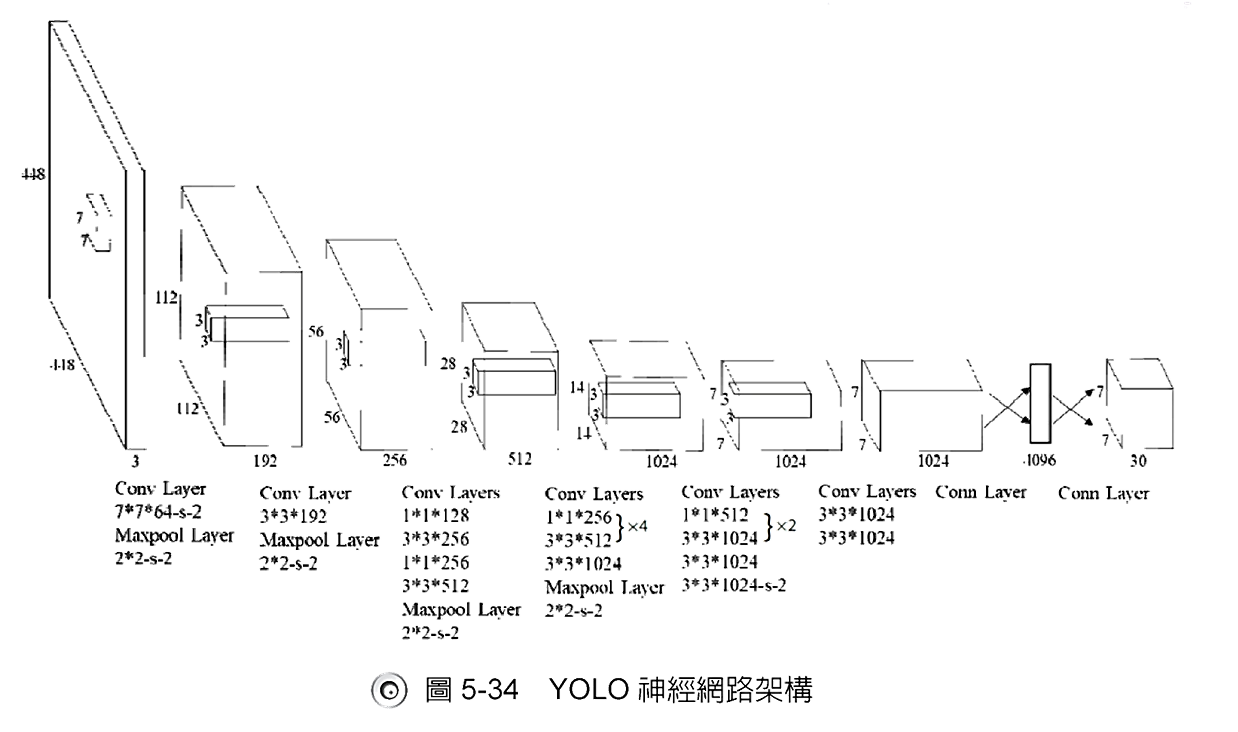 448
7
7
448
3
112
3
3
112
192
56
3
3
56
256
28
3
3
28
512
14
3
3
14
1024
7
3
3
7
1024
7
7
1024
4096
7
7
30
Conv Layer
7*7*64-s-2
Maxpool Layer
2*2-s-2
Conv Layer
3*3*192
Maxpool Layer
2*2-s-2
Conv Layers
1*1*128
3*3*256
1*1*256
3*3*512
Maxpool Layer
2*2-s-2
Conv Layers
1*1*256
3*3*512
}×4
3*3*1024
Maxpool Layer
2*2-s-2
Conv Layers
1*1*512
3*3*1024
}×2
3*3*1024
3*3*1024-s-2
Conv Layers
3*3*1024
3*3*1024
Conn Layer
Conn Layer
圖 5-34 YOLO 神經網路架構